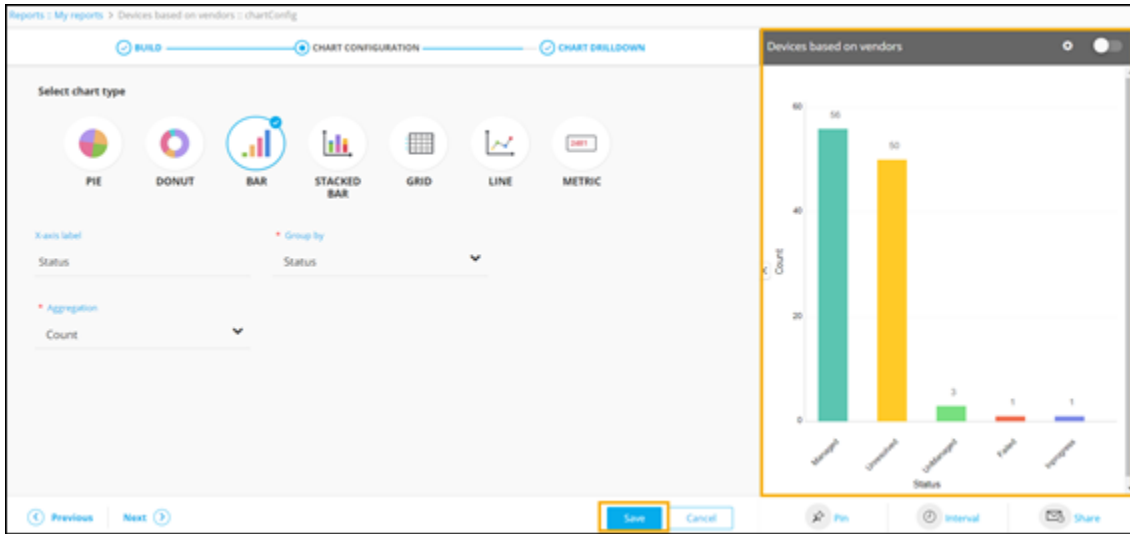 Reports :: My reports > Devices based on vendors :: chartConfig
BUILD
CHART CONFIGURATION
CHART DRILLDOWN
Select chart type
PIE
DONUT
BAR
STACKED
BAR
GRID
LINE
METRIC
X-axis label
Status
* Group by
Status
* Aggregation
Count
Previous
Next
Save
Cancel
Devices based on vendors
60
56
50
40
Count
20
3
1
1
0
Managed
Unresolved
UnManaged
Failed
Inprogress
Status
Pin
Interval
Share